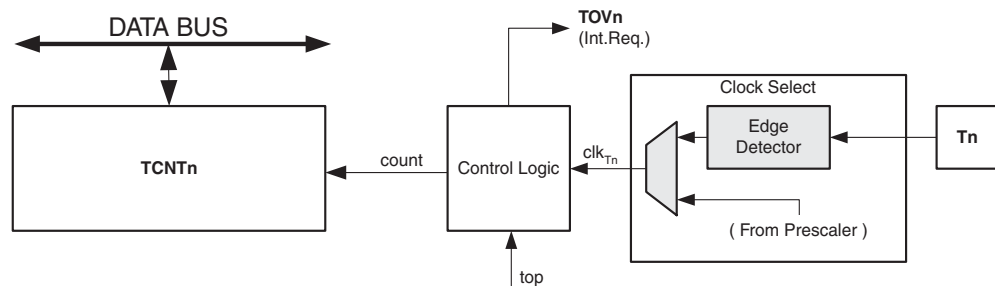 DATA BUS
TOVn
(Int.Req.)
Clock Select
TCNTn
count
Control Logic
clkTn
Edge
Detector
Tn
( From Prescaler )
top